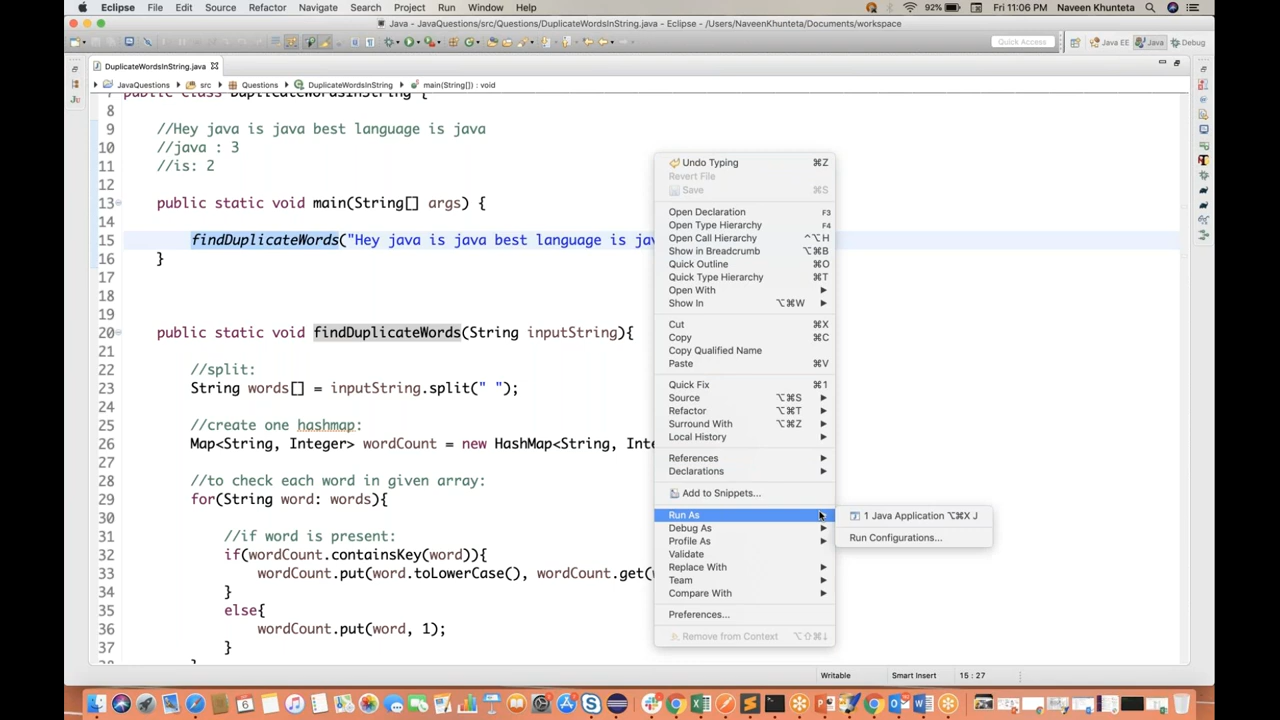 Eclipse File Edit Source Refactor Navigate Search Project Run Window Help 92% Fri 11:06 PM Naveen Khunteta
Java - JavaQuestions/src/Questions/DuplicateWordsInString.java - Eclipse - /Users/NaveenKhunteta/Documents/workspace
Quick Access Java EE Java Debug
DuplicateWordsInString.java
JavaQuestions src Questions DuplicateWordsInString main(String[]) : void
7 public class DuplicateWordsInString {
8
9 //Hey java is java best language is java
10 //java : 3
11 //is: 2
12
13 public static void main(String[] args) {
14
15 findDuplicateWords("Hey java is java best language is jav
16 }
17
18
19
20 public static void findDuplicateWords(String inputString){
21
22 //split:
23 String words[] = inputString.split(" ");
24
25 //create one hashmap:
26 Map<String, Integer> wordCount = new HashMap<String, Inte
27
28 //to check each word in given array:
29 for(String word: words){
30
31 //if word is present:
32 if(wordCount.containsKey(word)){
33 wordCount.put(word.toLowerCase(), wordCount.get(w
34 }
35 else{
36 wordCount.put(word, 1);
37 }
38 }
Undo Typing ⌘Z
Revert File
Save ⌘S
Open Declaration F3
Open Type Hierarchy F4
Open Call Hierarchy ^⌥H
Show in Breadcrumb ⌥⌘B
Quick Outline ⌘O
Quick Type Hierarchy ⌘T
Open With
Show In ⌥⌘W
Cut ⌘X
Copy ⌘C
Copy Qualified Name
Paste ⌘V
Quick Fix ⌘1
Source ⌥⌘S
Refactor ⌥⌘T
Surround With ⌥⌘Z
Local History
References
Declarations
Add to Snippets...
Run As
Debug As
Profile As
Validate
Replace With
Team
Compare With
Preferences...
Remove from Context ⌥⇧⌘↓
1 Java Application ⌥⌘X J
Run Configurations...
Writable Smart Insert 15 : 27